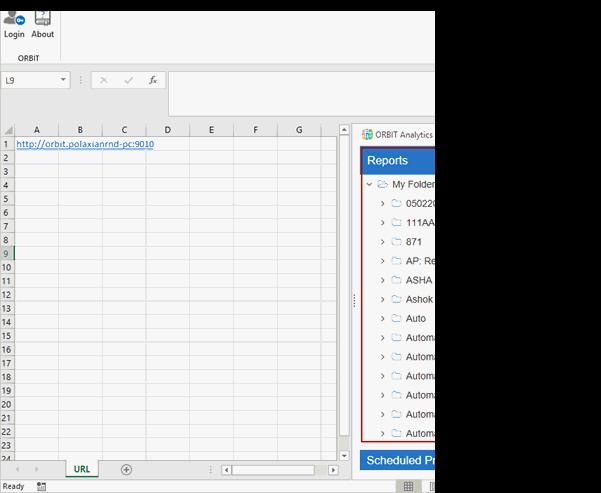 Login About
ORBIT
L9
fx
A B C D E F G
ORBIT Analytics
1 http://orbit.polaxianrnd-pc:9010
Reports
2
3
My Folder
4
050220
5
6
111AA
7
871
8
9
AP: Re
10
ASHA
11
Ashok
12
13
Auto
14
Automa
15
Automa
16
17
Automa
18
Automa
19
20
Automa
21
22
Automa
23
24
Scheduled Pr
URL
Ready